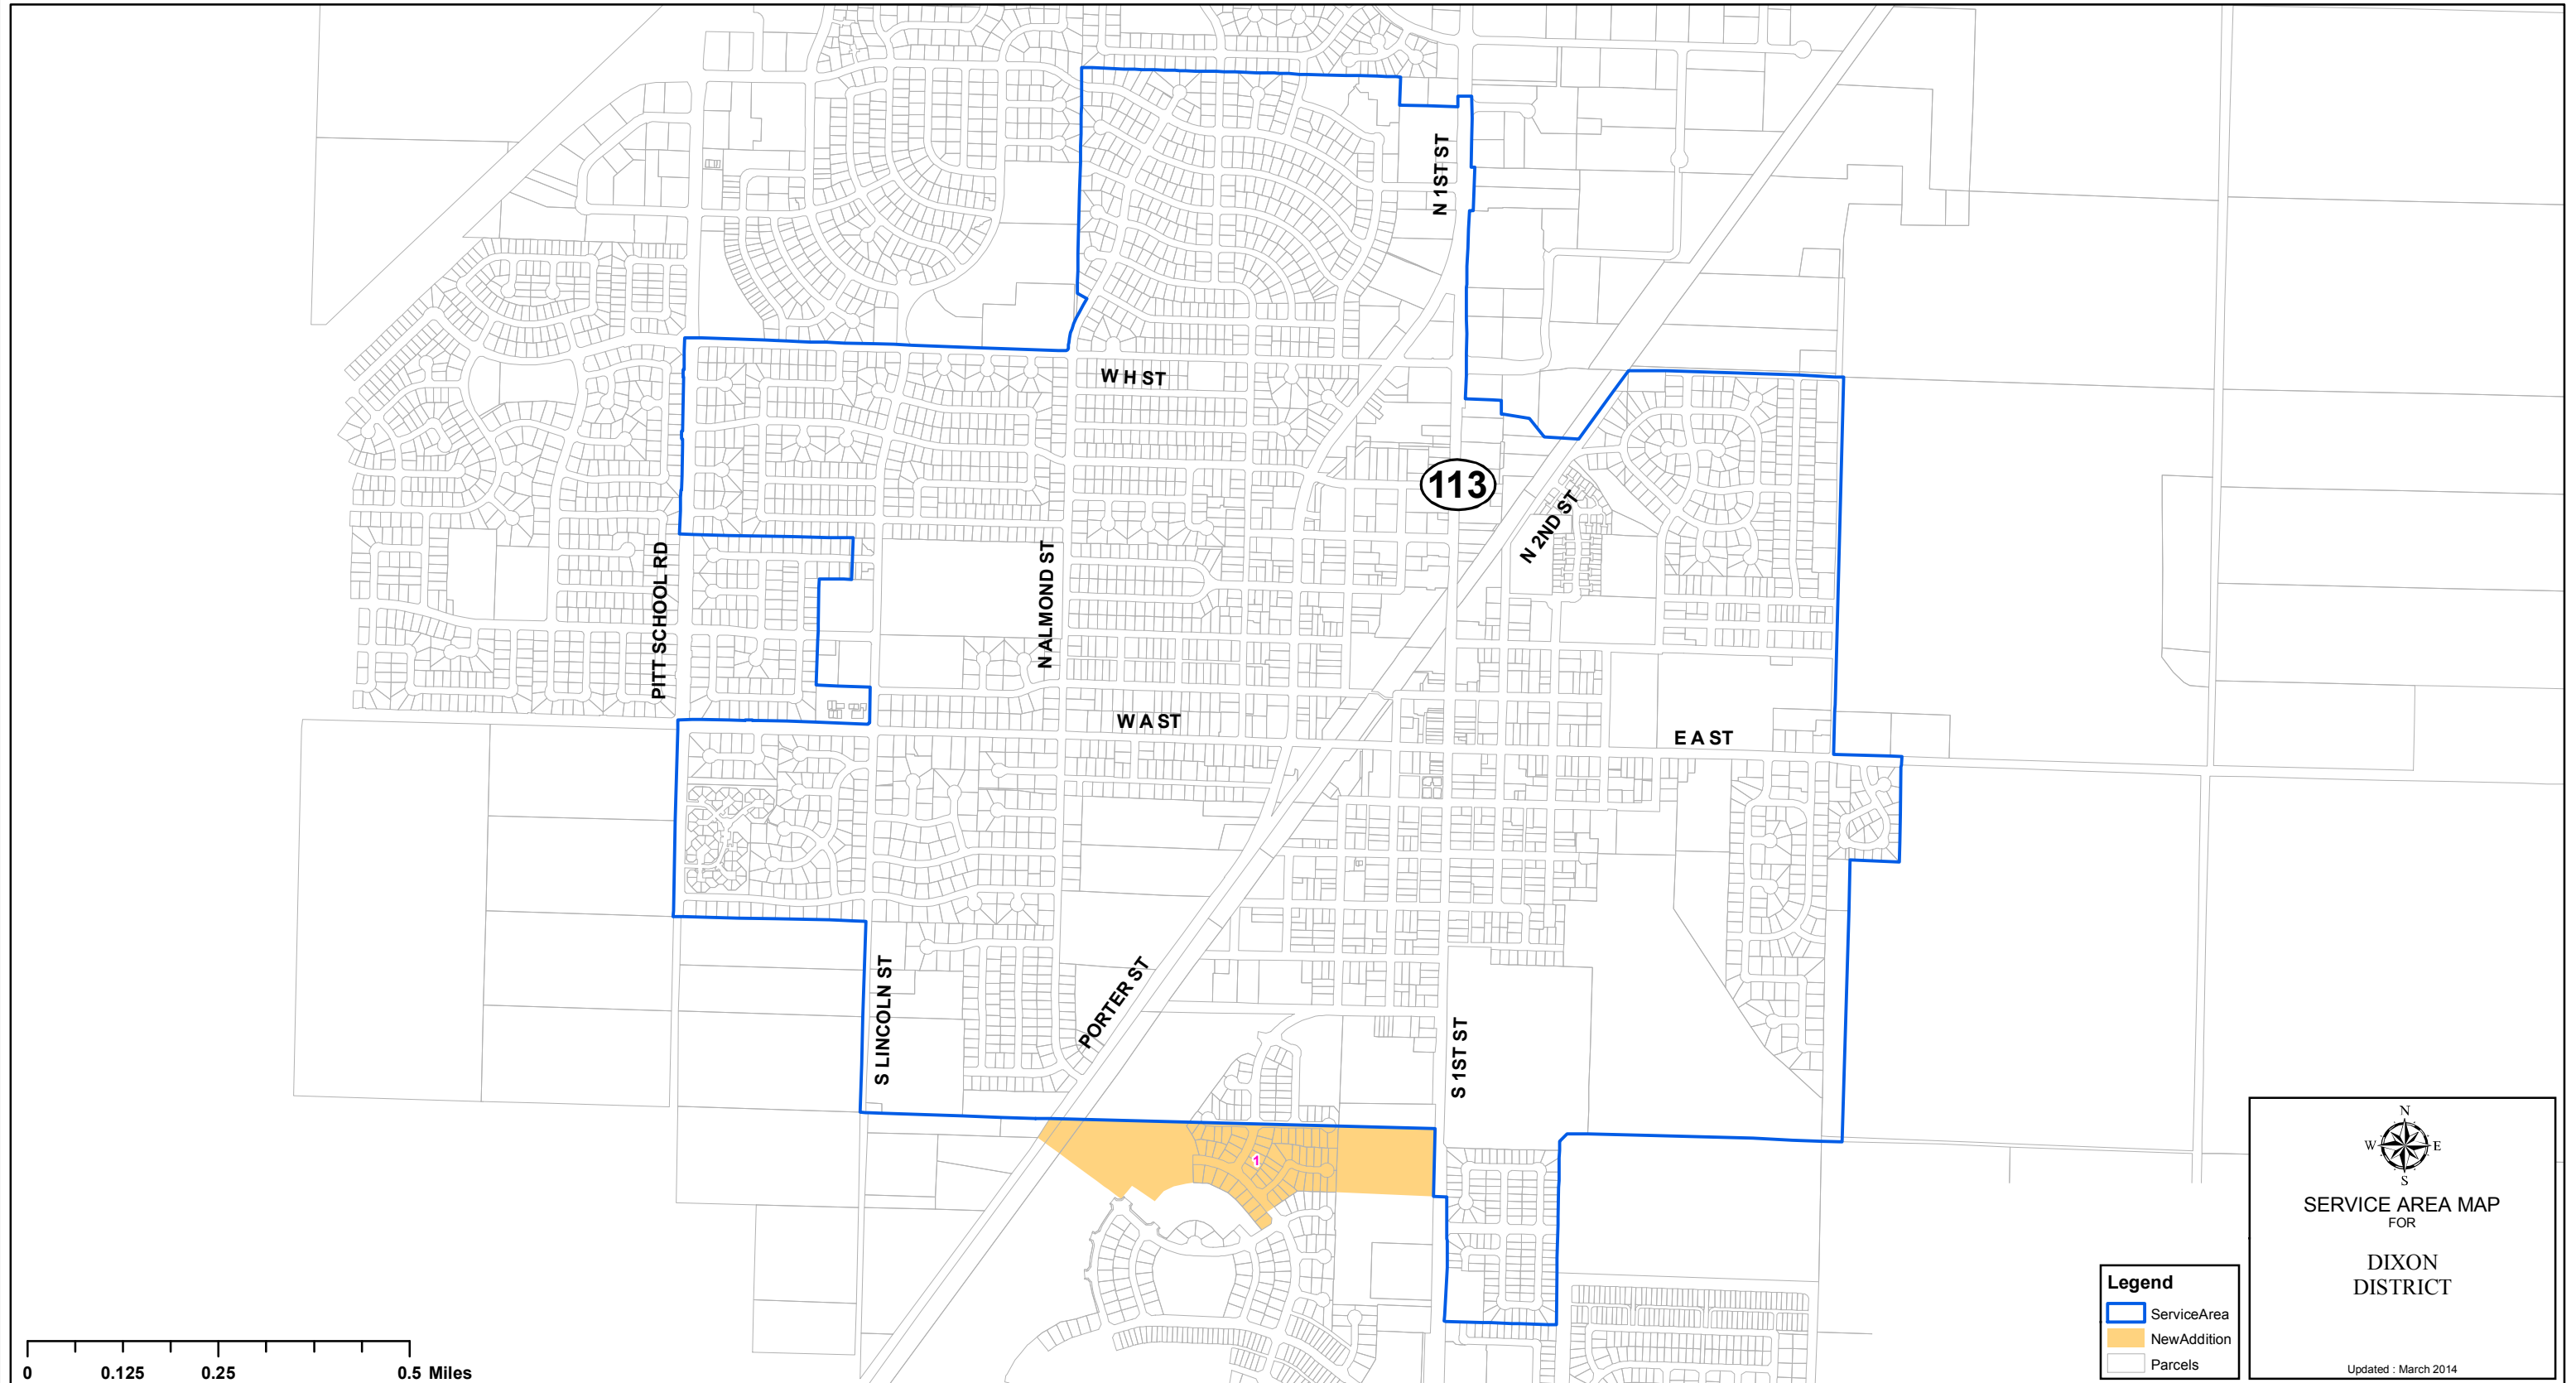 N 1ST ST
W H ST
113
N 2ND ST
PITT SCHOOL RD
N ALMOND ST
W A ST
E A ST
S LINCOLN ST
PORTER ST
S 1ST ST
1
N
W E
S
SERVICE AREA MAP
FOR
DIXON
DISTRICT
Updated : March 2014
Legend
ServiceArea
NewAddition
Parcels
0 0.125 0.25 0.5 Miles